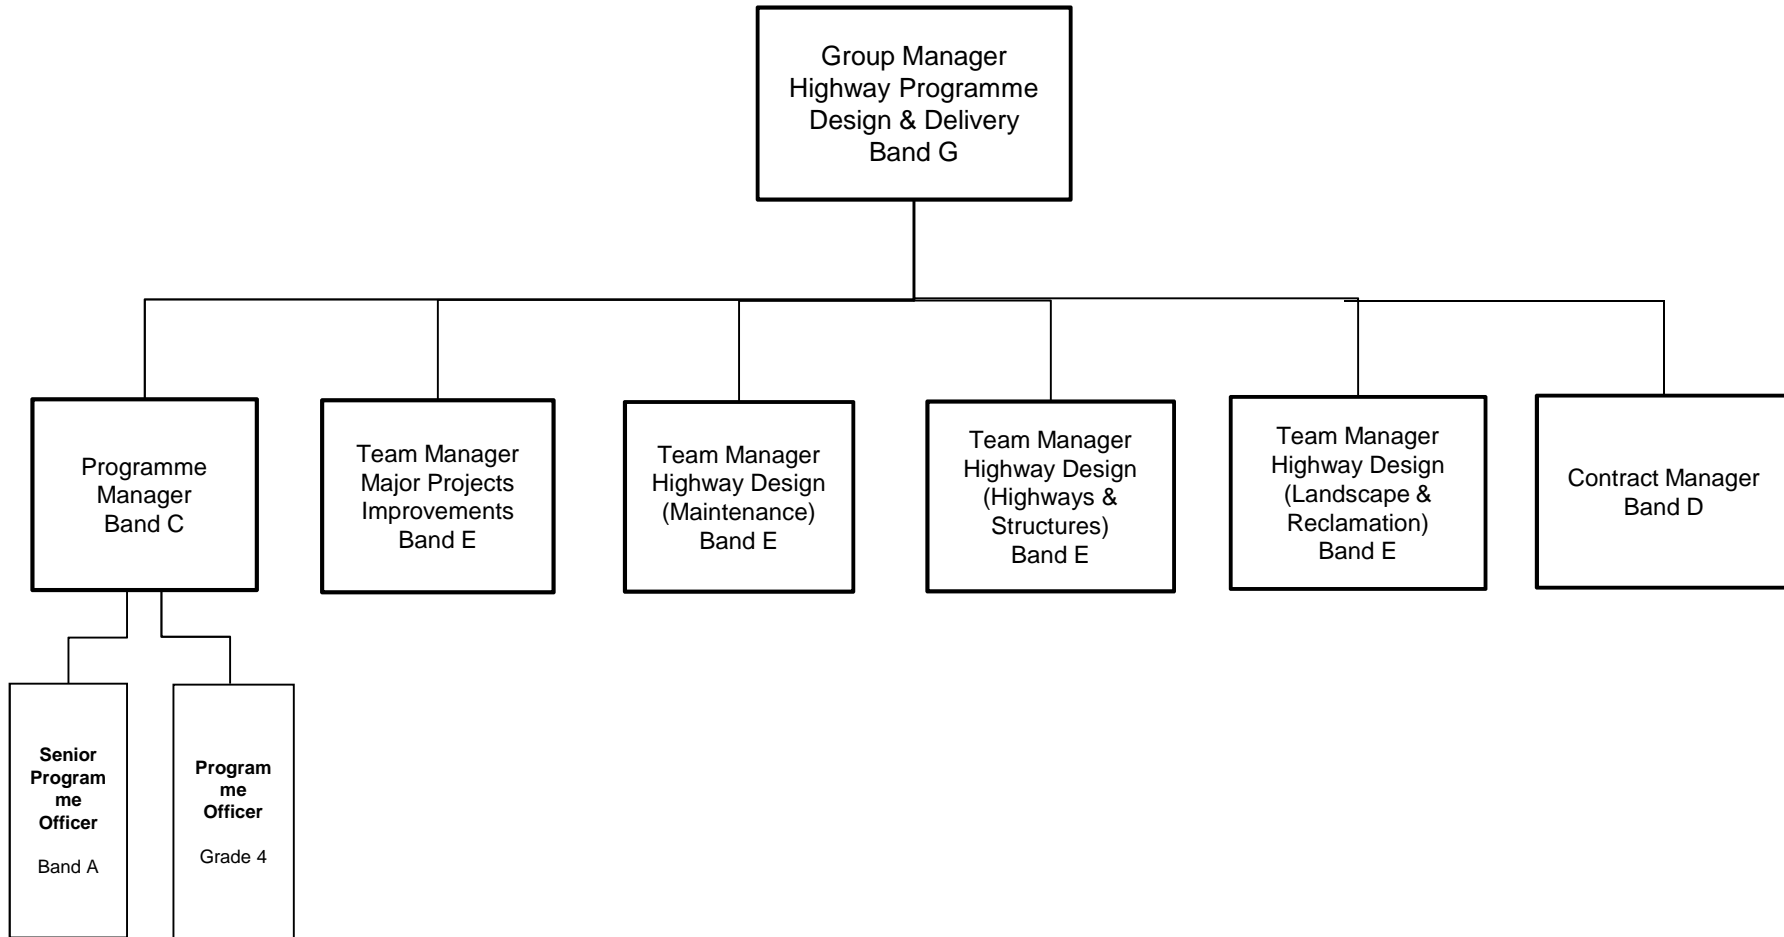 Group Manager
Highway Programme
Design & Delivery
Band G
Programme
Manager
Band C
Team Manager
Major Projects
Improvements
Band E
Team Manager
Highway Design
(Maintenance)
Band E
Team Manager
Highway Design
(Highways &
Structures)
Band E
Team Manager
Highway Design
(Landscape &
Reclamation)
Band E
Contract Manager
Band D
Senior
Program
me
Officer
Band A
Program
me
Officer
Grade 4